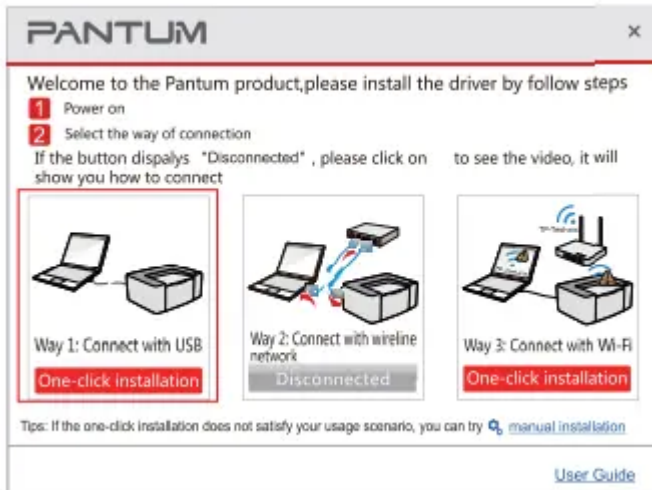 PANTUM
Welcome to the Pantum product,please install the driver by follow steps
1 Power on
2 Select the way of connection
If the button dispalys "Disconnected" , please click on to see the video, it will
show you how to connect
Way 1: Connect with USB
One-click installation
Way 2: Connect with wireline
network
Disconnected
Way 3: Connect with Wi-Fi
One-click installation
Tips: If the one-click installation does not satisfy your usage scenario, you can try manual installation
User Guide